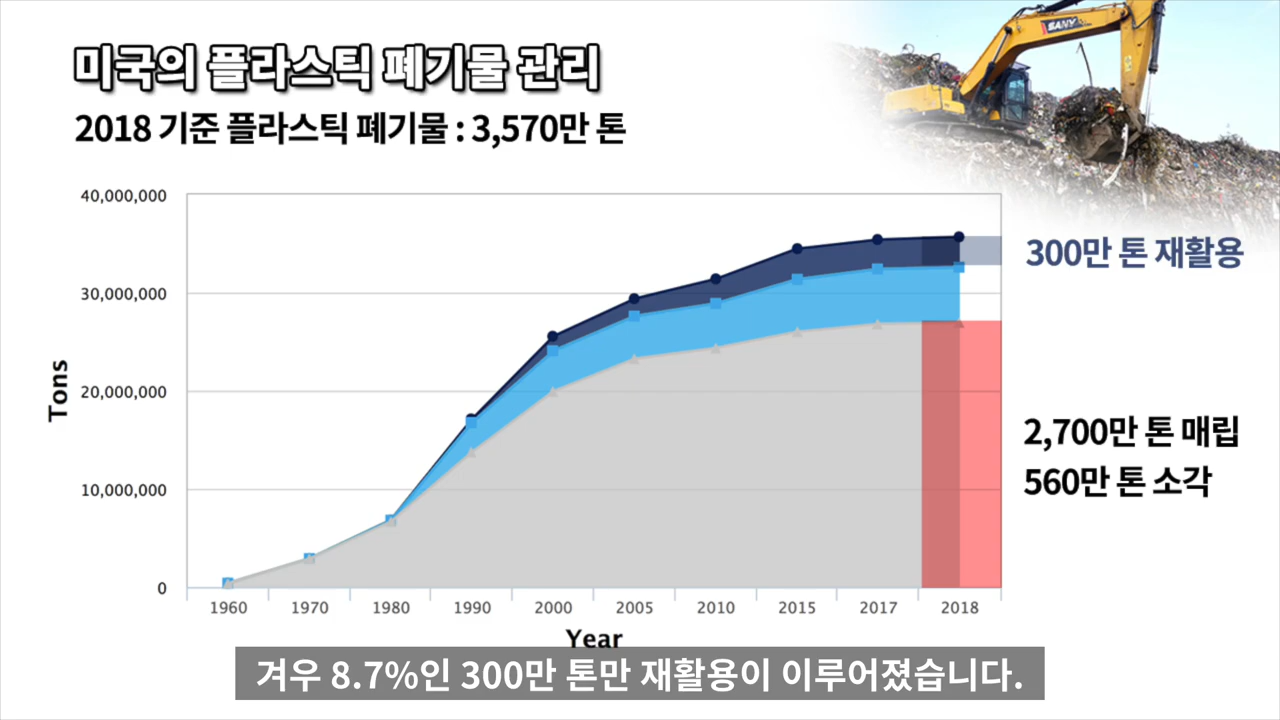 미국의 플라스틱 폐기물 관리
2018 기준 플라스틱 폐기물 : 3,570만 톤
SANY
40,000,000
30,000,000
20,000,000
10,000,000
0
Tons
300만 톤 재활용
2,700만 톤 매립
560만 톤 소각
1960 1970 1980 1990 2000 2005 2010 2015 2017 2018
Year
겨우 8.7%인 300만 톤만 재활용이 이루어졌습니다.